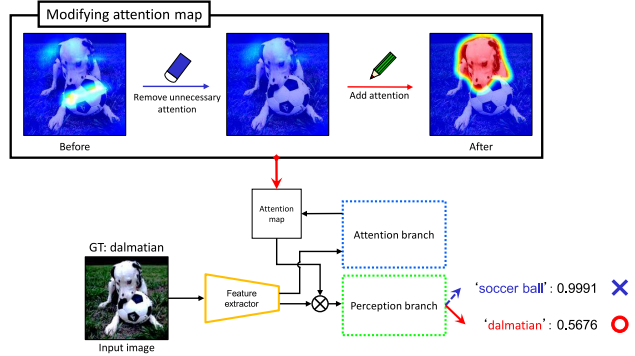 Modifying attention map
Remove unnecessary
attention
Add attention
Before
After
Attention
map
Attention branch
GT: dalmatian
Feature
extractor
Perception branch
'soccer ball' : 0.9991
'dalmatian' : 0.5676
Input image